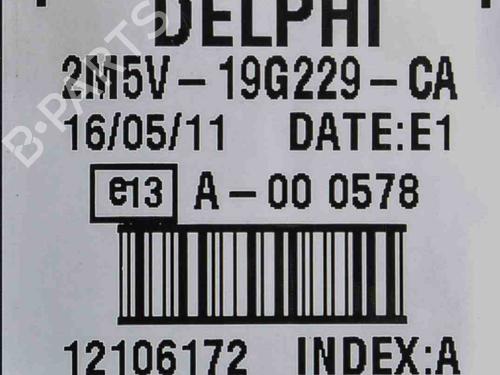 DELPHI
2M5V-19G229-CA
16/05/11 DATE:E1
e13 A-00 0578
12106172 INDEX:A
B-PARTS